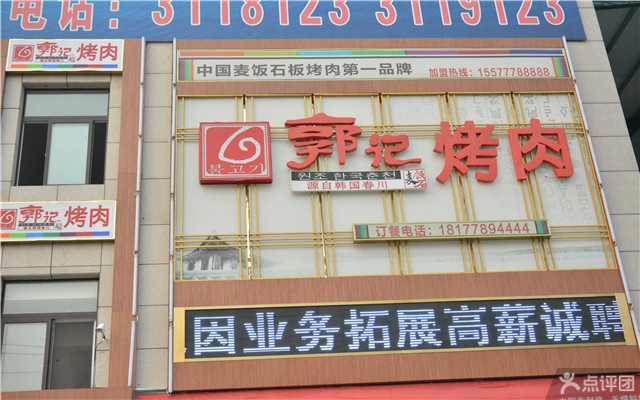 电话：3118123 3119123
郭记烤肉
中国麦饭石板烤肉第一品牌 加盟热线：15577788888
불고기
郭记烤肉
원조 한국춘천
源自韩国春川
郭记烤肉
订餐电话：18177894444
因业务拓展高薪诚聘
点评团